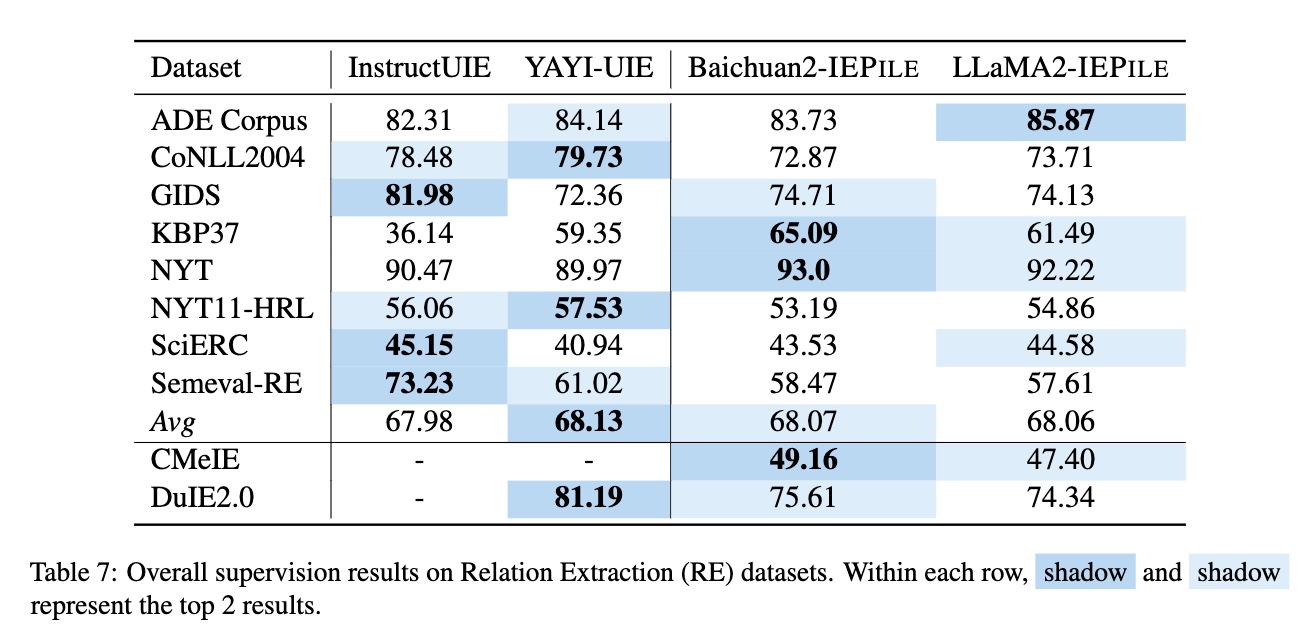 Dataset InstructUIE YAYI-UIE Baichuan2-IEPILE LLaMA2-IEPILE
ADE Corpus 82.31 84.14 83.73 85.87
CoNLL2004 78.48 79.73 72.87 73.71
GIDS 81.98 72.36 74.71 74.13
KBP37 36.14 59.35 65.09 61.49
NYT 90.47 89.97 93.0 92.22
NYT11-HRL 56.06 57.53 53.19 54.86
SciERC 45.15 40.94 43.53 44.58
Semeval-RE 73.23 61.02 58.47 57.61
Avg 67.98 68.13 68.07 68.06
CMeIE - - 49.16 47.40
DuIE2.0 - 81.19 75.61 74.34
Table 7: Overall supervision results on Relation Extraction (RE) datasets. Within each row, shadow and shadow
represent the top 2 results.